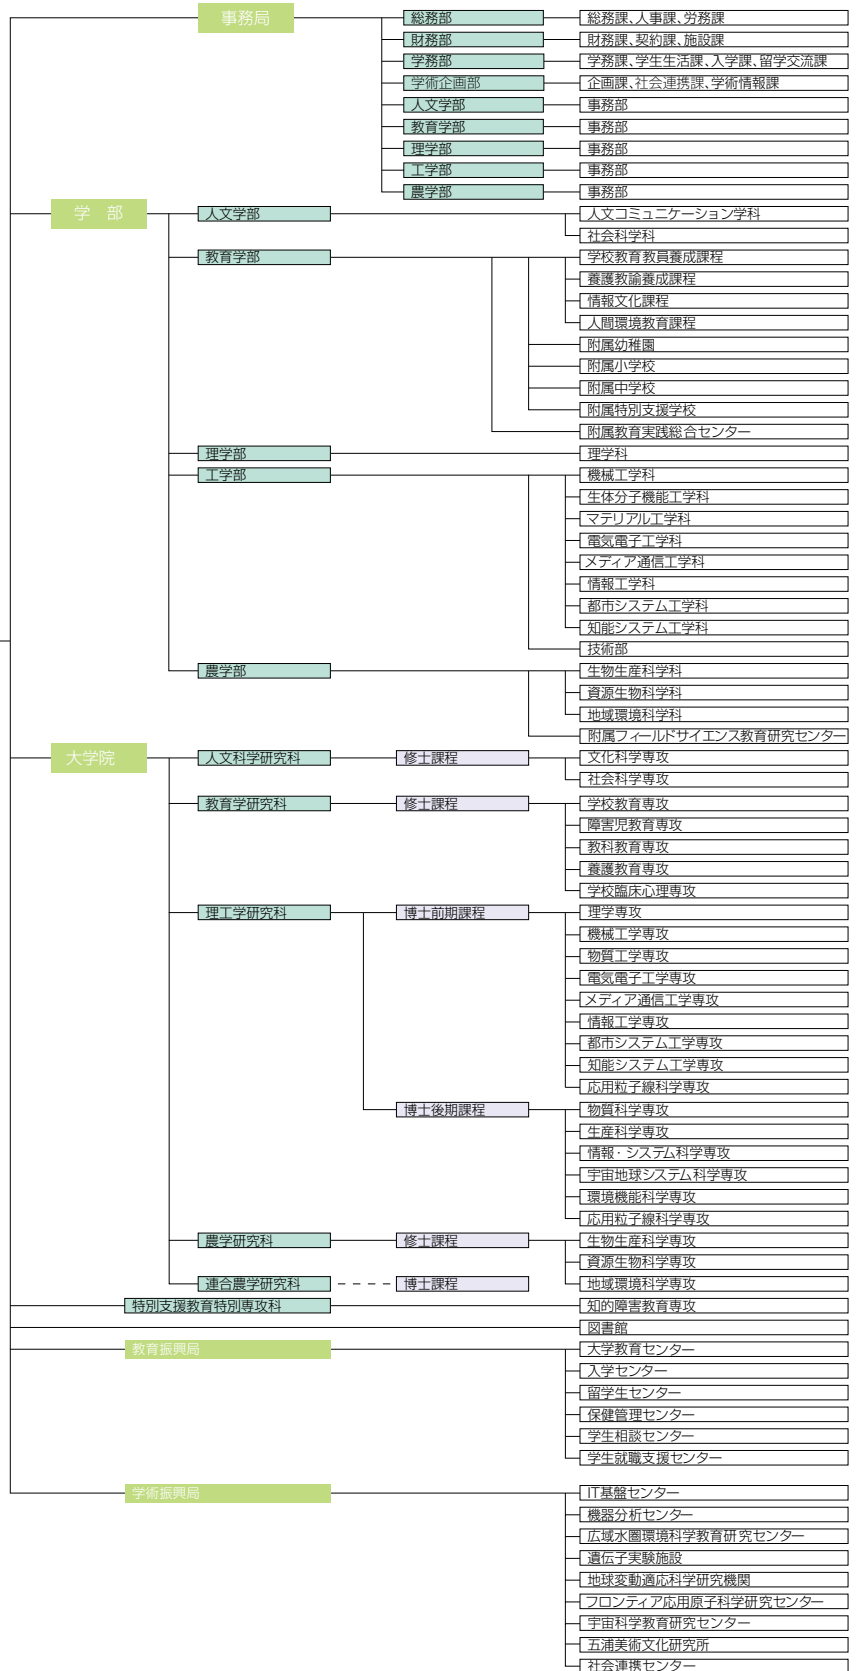 事務局
総務部 総務課、人事課、労務課
財務部 財務課、契約課、施設課
学務部 学務課、学生生活課、入学課、留学交流課
学術企画部 企画課、社会連携課、学術情報課
人文学部 事務部
教育学部 事務部
理学部 事務部
工学部 事務部
農学部 事務部
学 部
人文学部 人文コミュニケーション学科
社会科学科
教育学部 学校教育教員養成課程
養護教諭養成課程
情報文化課程
人間環境教育課程
附属幼稚園
附属小学校
附属中学校
附属特別支援学校
附属教育実践総合センター
理学部 理学科
工学部 機械工学科
生体分子機能工学科
マテリアル工学科
電気電子工学科
メディア通信工学科
情報工学科
都市システム工学科
知能システム工学科
技術部
農学部 生物生産科学科
資源生物科学科
地域環境科学科
附属フィールドサイエンス教育研究センター
大学院
人文科学研究科 修士課程 文化科学専攻
社会科学専攻
教育学研究科 修士課程 学校教育専攻
障害児教育専攻
教科教育専攻
養護教育専攻
学校臨床心理専攻
理工学研究科 博士前期課程 理学専攻
機械工学専攻
物質工学専攻
電気電子工学専攻
メディア通信工学専攻
情報工学専攻
都市システム工学専攻
知能システム工学専攻
応用粒子線科学専攻
博士後期課程 物質科学専攻
生産科学専攻
情報・システム科学専攻
宇宙地球システム科学専攻
環境機能科学専攻
応用粒子線科学専攻
農学研究科 修士課程 生物生産科学専攻
資源生物科学専攻
連合農学研究科 博士課程 地域環境科学専攻
特別支援教育特別専攻科 知的障害教育専攻
図書館
教育振興局 大学教育センター
入学センター
留学生センター
保健管理センター
学生相談センター
学生就職支援センター
学術振興局 IT基盤センター
機器分析センター
広域水圏環境科学教育研究センター
遺伝子実験施設
地球変動適応科学研究機関
フロンティア応用原子科学研究センター
宇宙科学教育研究センター
五浦美術文化研究所
社会連携センター